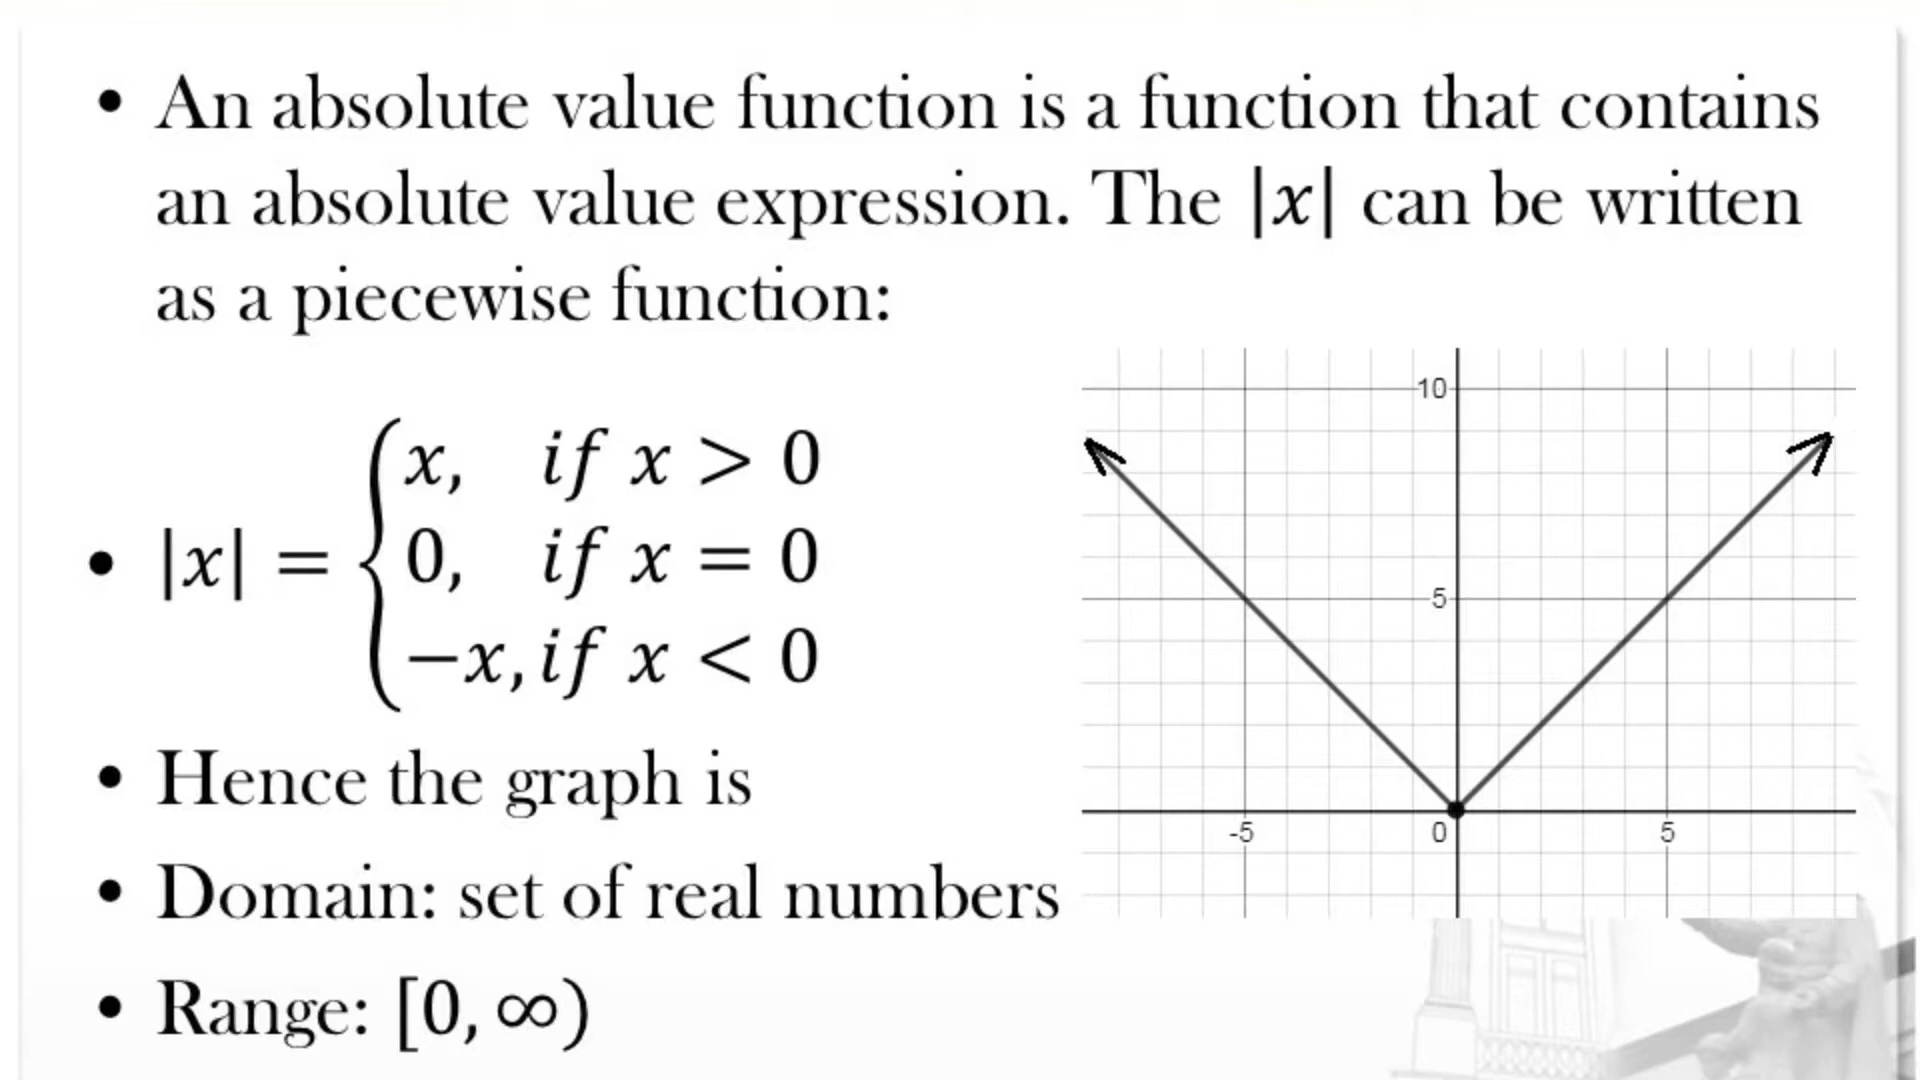 • An absolute value function is a function that contains
an absolute value expression. The |x| can be written
as a piecewise function:
x, if x > 0
• |x| = { 0, if x = 0
−x, if x < 0
• Hence the graph is
• Domain: set of real numbers
• Range: [0, ∞)
10
5
-5 0 5